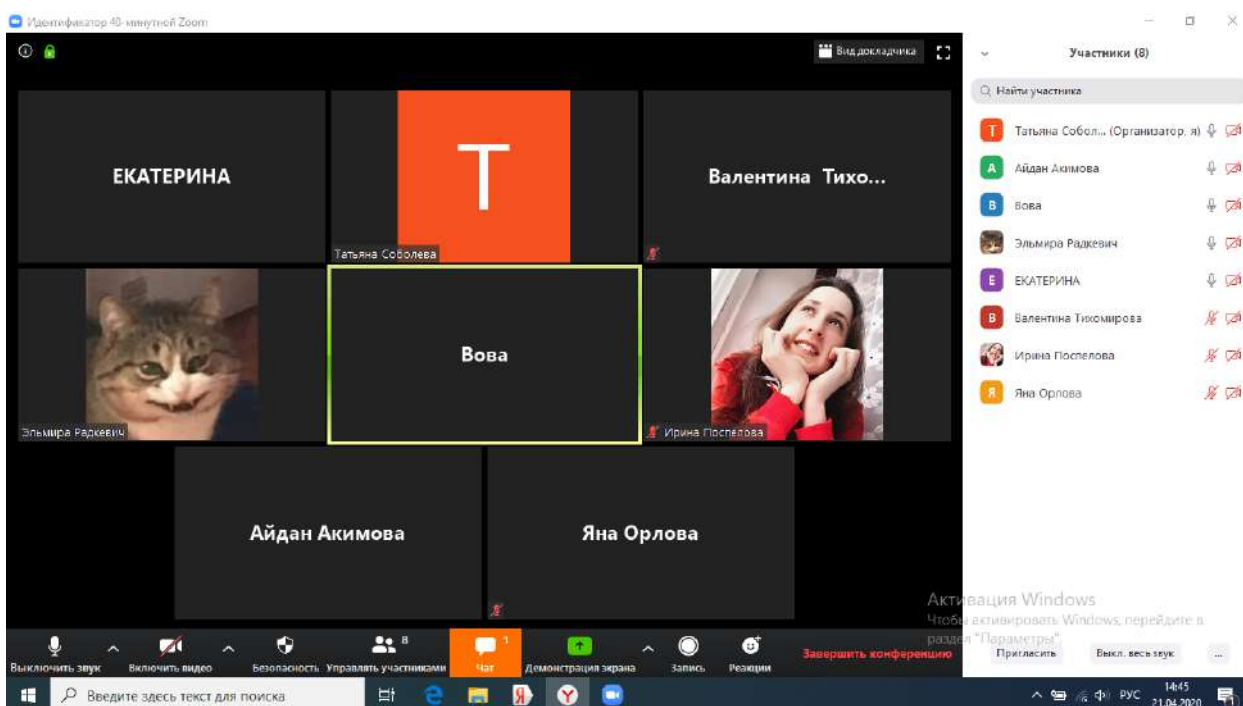 Идентификатор 40-минутной Zoom
Вид докладчика
ЕКАТЕРИНА
T
Татьяна Соболева
Валентина Тихо...
Эльмира Радкевич
Вова
Ирина Поспелова
Айдан Акимова
Яна Орлова
Участники (8)
Найти участника
Т Татьяна Собол... (Организатор, я)
А Айдан Акимова
В Вова
Эльмира Радкевич
Е ЕКАТЕРИНА
В Валентина Тихомирова
Ирина Поспелова
Я Яна Орлова
Активация Windows
Чтобы активировать Windows, перейдите в
раздел "Параметры".
Пригласить Выкл. весь звук ...
Выключить звук Включить видео Безопасность Управлять участниками 8 Чат 1 Демонстрация экрана Запись Реакции Завершить конференцию
Введите здесь текст для поиска
Я Y РУС 14:45
21.04.2020 1